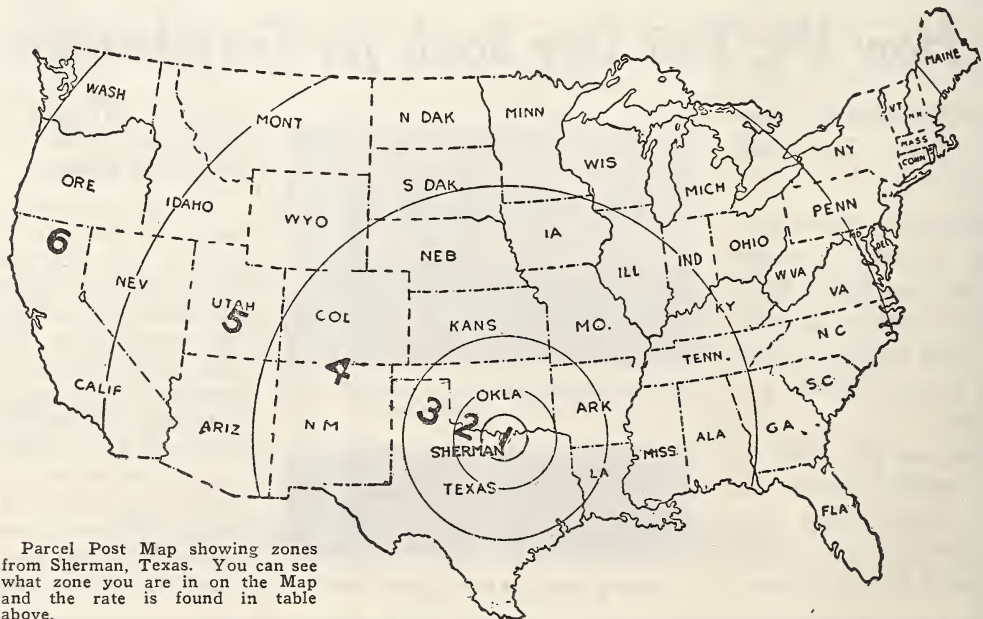 MAINE
WASH
MONT
N DAK
MINN
VT
N H
MASS
CONN
NY
ORE
IDAHO
S DAK.
WIS
MICH
PENN
WYO
6
NEB
IA
OHIO
MD
DEL
NEV
UTAH
ILL
IND
W VA
VA
5
COL
KANS
MO.
KY
N C
4
TENN.
CALIF
OKLA
S.C
ARIZ
N M
3
2
1
ARK
GA.
SHERMAN
MISS
ALA
TEXAS
LA
FLA
Parcel Post Map showing zones
from Sherman, Texas. You can see
what zone you are in on the Map
and the rate is found in table
above.